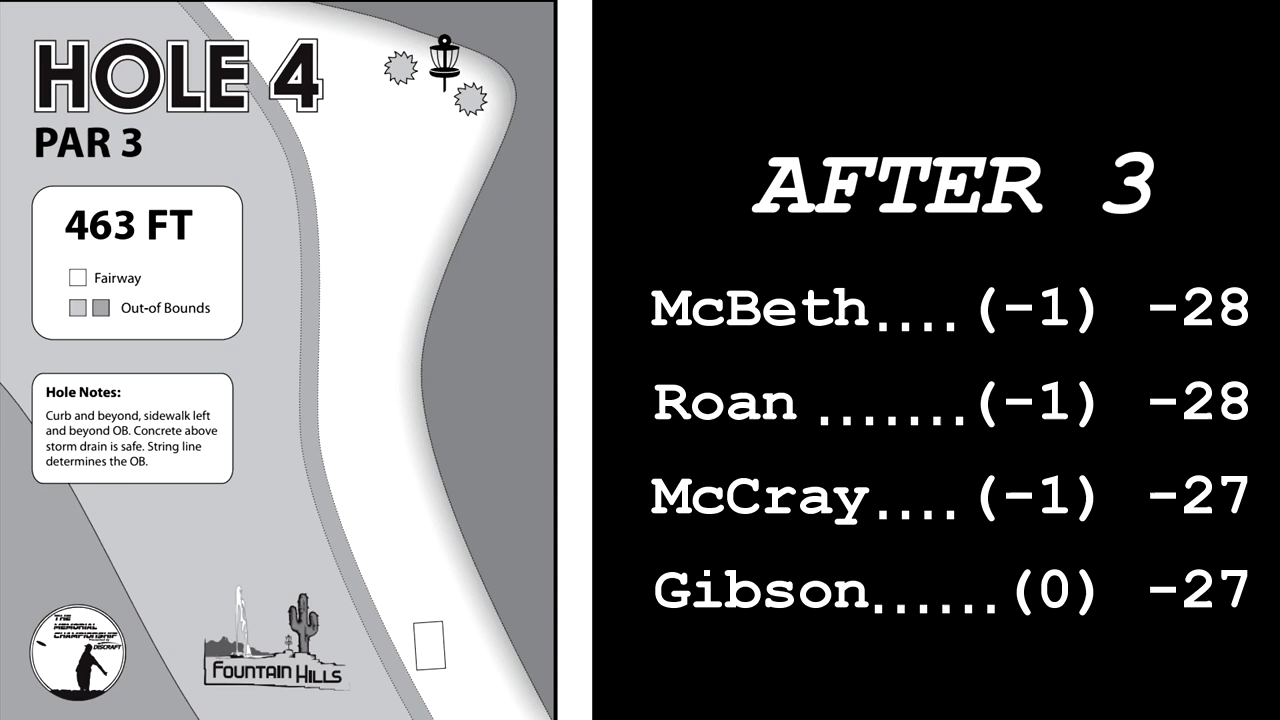 HOLE 4
PAR 3
463 FT
Fairway
Out-of Bounds
Hole Notes:
Curb and beyond, sidewalk left
and beyond OB. Concrete above
storm drain is safe. String line
determines the OB.
THE
MEMORIAL
CHAMPIONSHIP
Presented by
DISCRAFT
FOUNTAIN HILLS
AFTER 3
McBeth....(-1) -28
Roan .......(-1) -28
McCray....(-1) -27
Gibson......(0) -27